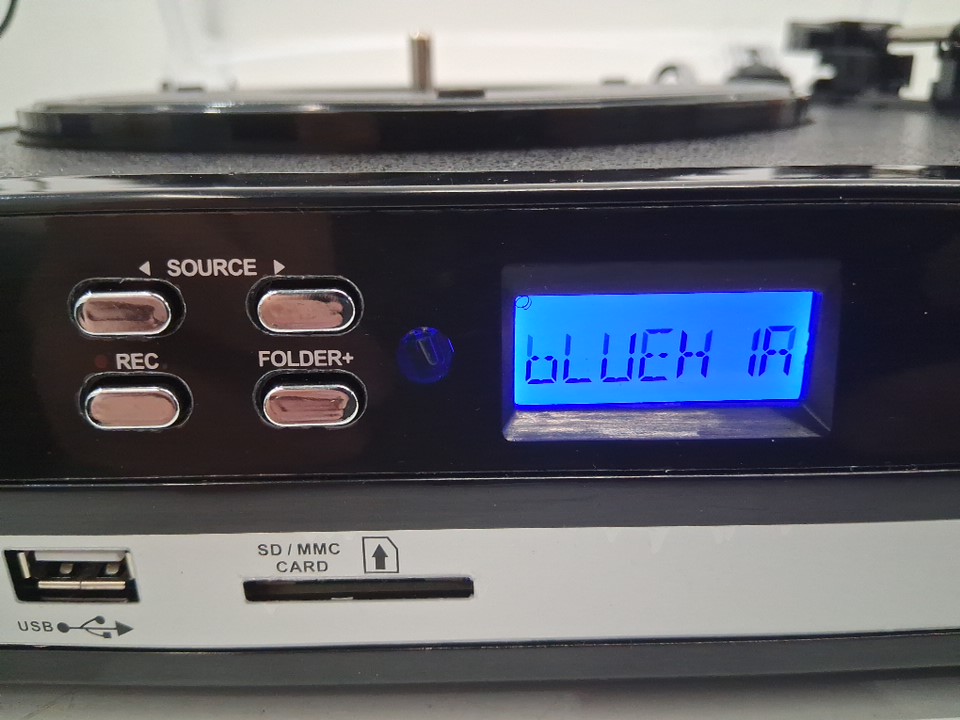 ◀ SOURCE ▶
REC FOLDER+
bLUEH IA
SD / MMC
CARD
USB